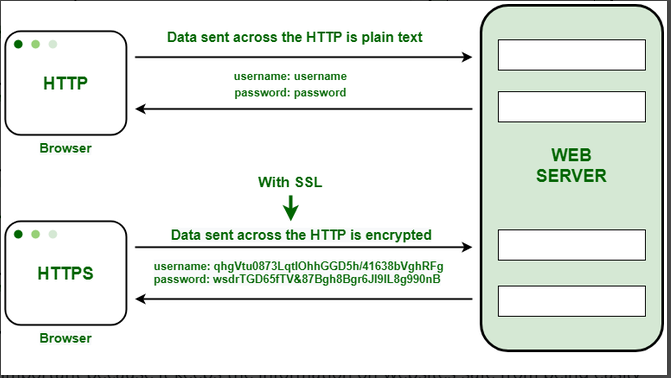 Data sent across the HTTP is plain text
HTTP
username: username
password: password
Browser
WEB
SERVER
With SSL
Data sent across the HTTP is encrypted
HTTPS
username: qhgVtu0873LqtlOhhGGD5h/41638bVghRFg
password: wsdrTGD65fTV&87Bgh8Bgr6Jl9lL8g990nB
Browser